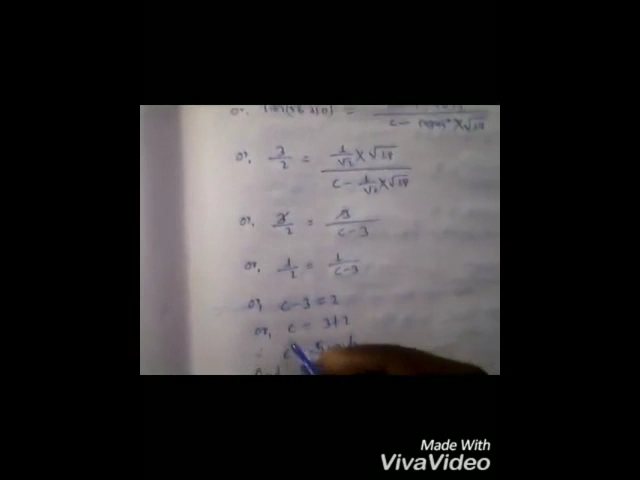 or,
c -
or, 3/2 = (1/√2 × √18)/(c - 1/√2 × √18)
or, 3/2 = 3/(c - 3)
or, 1/2 = 1/(c - 3)
or, c - 3 = 2
or, c = 3+2
∴ c
Made With
VivaVideo